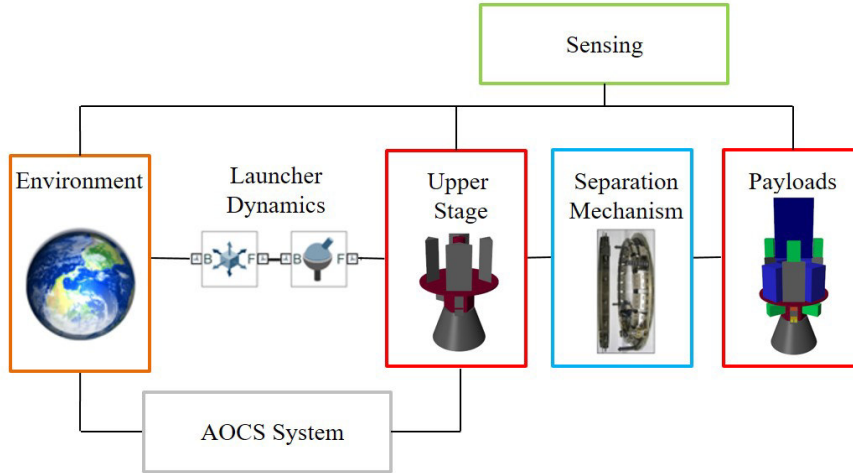 Sensing
Environment
Launcher
Dynamics
B F B F
Upper
Stage
Separation
Mechanism
Payloads
AOCS System